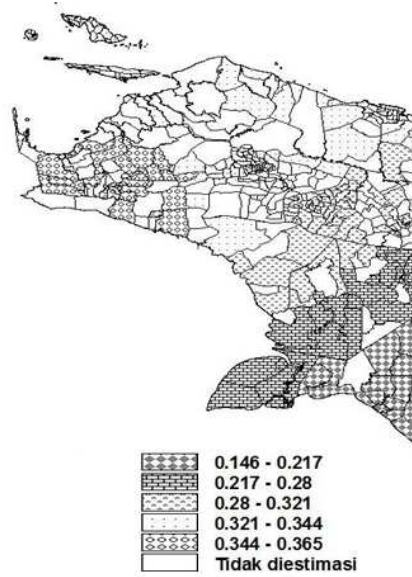 0.146 - 0.217
0.217 - 0.28
0.28 - 0.321
0.321 - 0.344
0.344 - 0.365
Tidak diestimasi